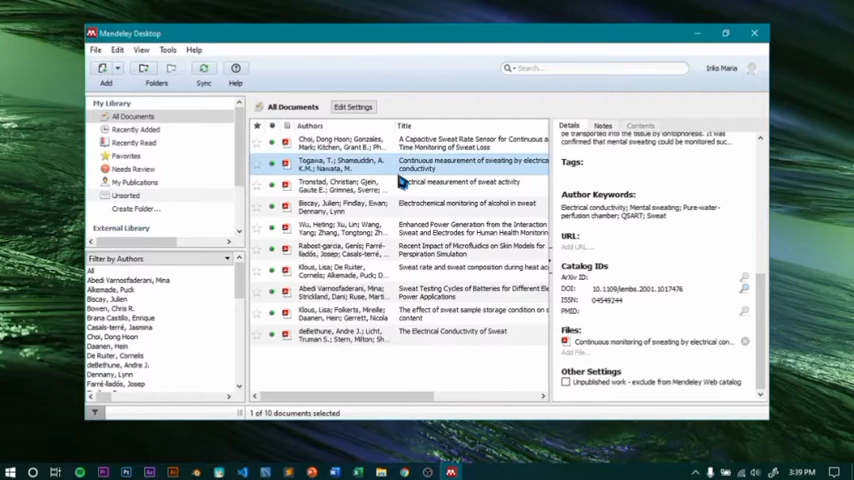 Mendeley Desktop
File Edit View Tools Help
Search...
Iriks Maria
Add Folders Sync Help
My Library
All Documents
Recently Added
Recently Read
Favorites
Needs Review
My Publications
Unsorted
Create Folder...
External Library
Filter by Authors
All
Abedi Varnosfaderani, Mina
Alkemade, Puck
Biscay, Julien
Bowen, Chris R.
Brolka Folkerts, Mireille
Casals-terré, Jasmina
Choi, Dong Hoon
Daanen, Hein
De Ruiter, Cornelis
deBethune, Andre J.
Dennany, Lynn
Farré-lladós, Josep
All Documents Edit Settings
Authors Title
Choi, Dong Hoon; Gonzales, A Capacitive Sweat Rate Sensor for Continuous a
Mark; Kitchen, Grant B.; Ph... Time Monitoring of Sweat Loss
Togawa, T.; Shamsuddin, A. Continuous measurement of sweating by electrica
K.M.; Nawata, M. conductivity
Tronstad, Christian; Gjein, ectrical measurement of sweat activity
Gaute E.; Grimnes, Sverre; ...
Biscay, Julien; Findlay, Ewan; Electrochemical monitoring of alcohol in sweat
Dennany, Lynn
Wu, Heting; Xu, Lin; Wang, Enhanced Power Generation from the Interaction
Yang; Zhang, Tongzhou; Zh... Sweat and Electrodes for Human Health Monitorin
Rabost-garcia, Genís; Farré- Recent Impact of Microfluidics on Skin Models for
lladós, Josep; Casals-terré, ... Perspiration Simulation
Klous, Lisa; De Ruiter, Sweat rate and sweat composition during heat ac
Cornelis; Alkemade, Puck; ...
Abedi Varnosfaderani, Mina; Sweat Testing Cycles of Batteries for Different Ele
Strickland, Dani; Ruse, Mart... Power Applications
Klous, Lisa; Folkerts, Mireille; The effect of sweat sample storage condition on s
Daanen, Hein; Gerrett, Nicola content
deBethune, Andre J.; Licht, The Electrical Conductivity of Sweat
Truman S.; Stern, Milton; Ot...
Details Notes Contents
be transported into the tissue by iontophoresis. It was
confirmed that mental sweating could be monitored suc...
Tags:
Author Keywords:
Electrical conductivity; Mental sweating; Pure-water-
perfusion chamber; QSART; Sweat
URL:
Add URL...
Catalog IDs
ArXiv ID:
DOI: 10.1109/iembs.2001.1017476
ISSN: 04549244
PMID:
Files:
Continuous monitoring of sweating by electrical con...
Add File...
Other Settings
Unpublished work - exclude from Mendeley Web catalog
1 of 10 documents selected
3:39 PM